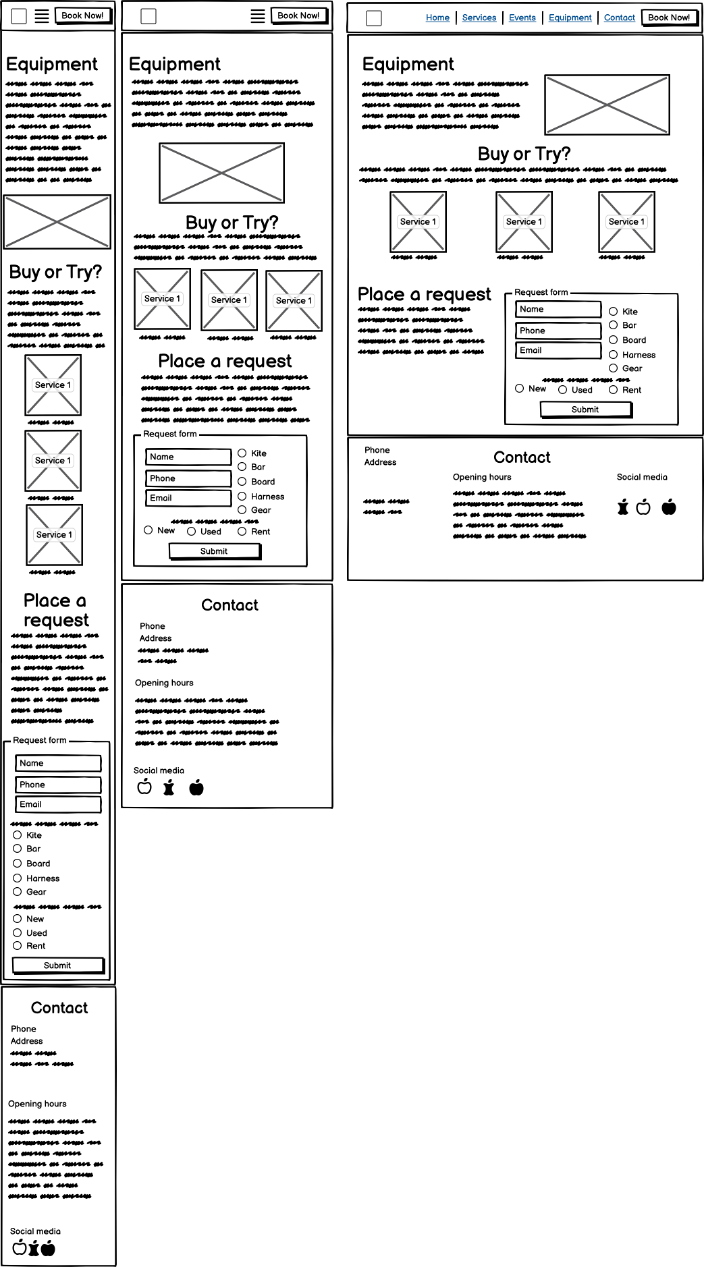 Book Now!
Equipment
Buy or Try?
Service 1
Service 1
Service 1
Place a
request
Request form
Name
Phone
Email
Kite
Bar
Board
Harness
Gear
New
Used
Rent
Submit
Contact
Phone
Address
Opening hours
Social media
Book Now!
Equipment
Buy or Try?
Service 1 Service 1 Service 1
Place a request
Request form
Name
Phone
Email
Kite
Bar
Board
Harness
Gear
New Used Rent
Submit
Contact
Phone
Address
Opening hours
Social media
Home Services Events Equipment Contact Book Now!
Equipment
Buy or Try?
Service 1 Service 1 Service 1
Place a request
Request form
Name
Phone
Email
Kite
Bar
Board
Harness
Gear
New Used Rent
Submit
Phone
Address
Contact
Opening hours
Social media